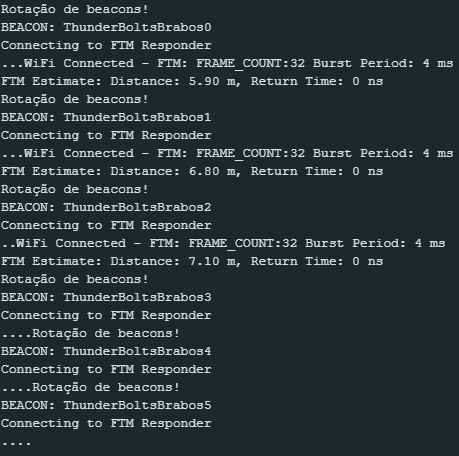 Rotação de beacons!
BEACON: ThunderBoltsBrabos0
Connecting to FTM Responder
...WiFi Connected - FTM: FRAME_COUNT:32 Burst Period: 4 ms
FTM Estimate: Distance: 5.90 m, Return Time: 0 ns
Rotação de beacons!
BEACON: ThunderBoltsBrabos1
Connecting to FTM Responder
...WiFi Connected - FTM: FRAME_COUNT:32 Burst Period: 4 ms
FTM Estimate: Distance: 6.80 m, Return Time: 0 ns
Rotação de beacons!
BEACON: ThunderBoltsBrabos2
Connecting to FTM Responder
..WiFi Connected - FTM: FRAME_COUNT:32 Burst Period: 4 ms
FTM Estimate: Distance: 7.10 m, Return Time: 0 ns
Rotação de beacons!
BEACON: ThunderBoltsBrabos3
Connecting to FTM Responder
....Rotação de beacons!
BEACON: ThunderBoltsBrabos4
Connecting to FTM Responder
....Rotação de beacons!
BEACON: ThunderBoltsBrabos5
Connecting to FTM Responder
....